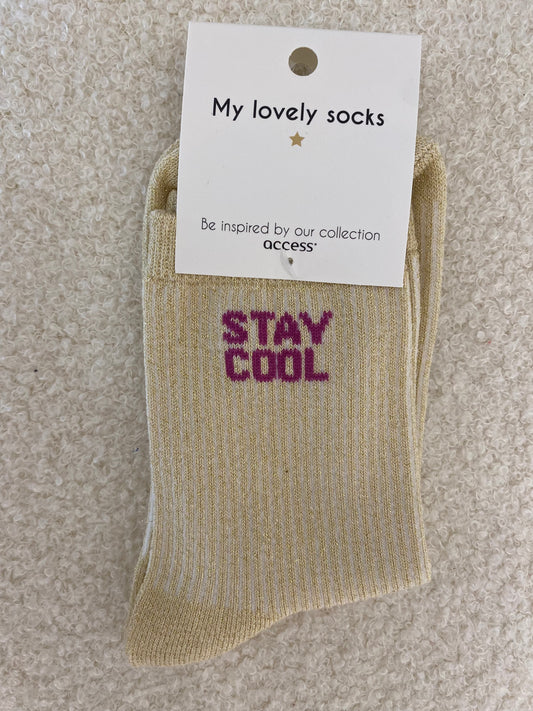 My lovely socks
Be inspired by our collection
access
STAY
COOL